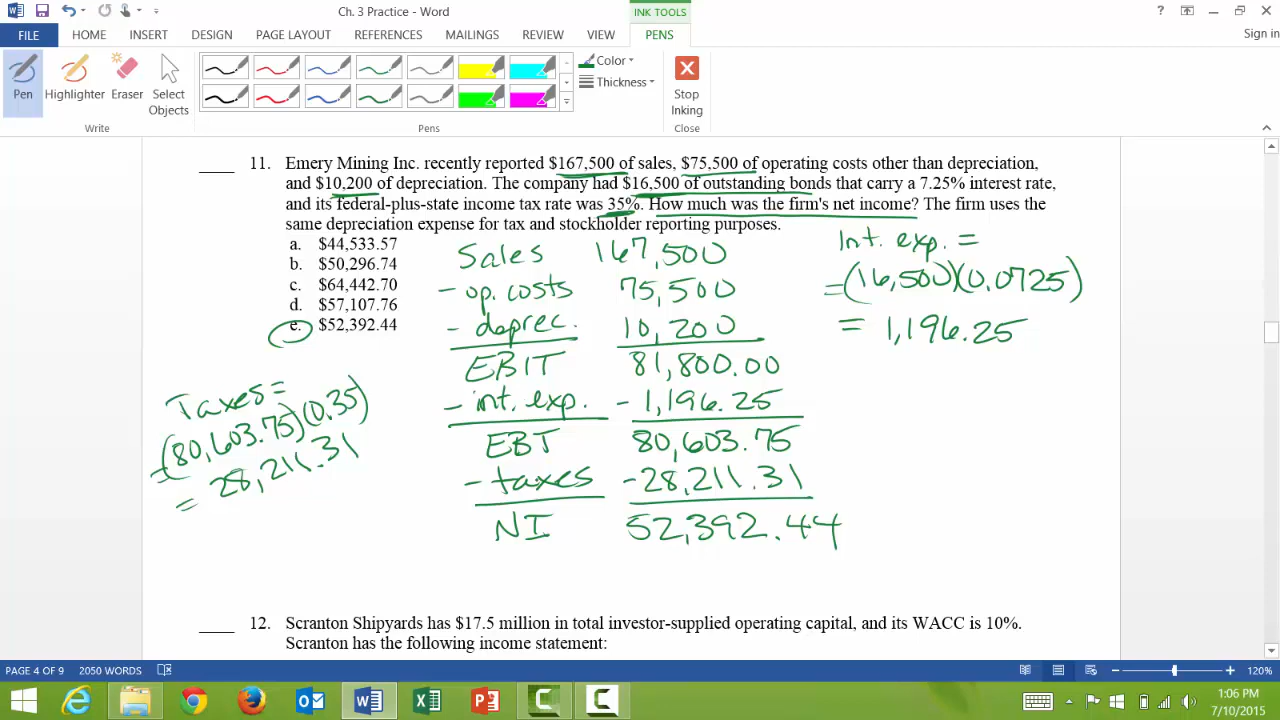 Ch. 3 Practice - Word
INK TOOLS
?
Sign in
FILE HOME INSERT DESIGN PAGE LAYOUT REFERENCES MAILINGS REVIEW VIEW PENS
Pen Highlighter Eraser Select Objects
Color
Thickness
Stop Inking
Write Pens Close
11. Emery Mining Inc. recently reported $167,500 of sales, $75,500 of operating costs other than depreciation,
and $10,200 of depreciation. The company had $16,500 of outstanding bonds that carry a 7.25% interest rate,
and its federal-plus-state income tax rate was 35%. How much was the firm's net income? The firm uses the
same depreciation expense for tax and stockholder reporting purposes.
a. $44,533.57
b. $50,296.74
c. $64,442.70
d. $57,107.76
e. $52,392.44
Sales 167,500
- op. costs 75,500
- deprec. 10,200
EBIT 81,800.00
- int. exp. - 1,196.25
EBT 80,603.75
- taxes -28,211.31
NI 52,392.44
Int. exp. =
=(16,500)(0.0725)
= 1,196.25
Taxes =
=(80,603.75)(0.35)
= 28,211.31
12. Scranton Shipyards has $17.5 million in total investor-supplied operating capital, and its WACC is 10%.
Scranton has the following income statement:
PAGE 4 OF 9 2050 WORDS 120%
1:06 PM
7/10/2015